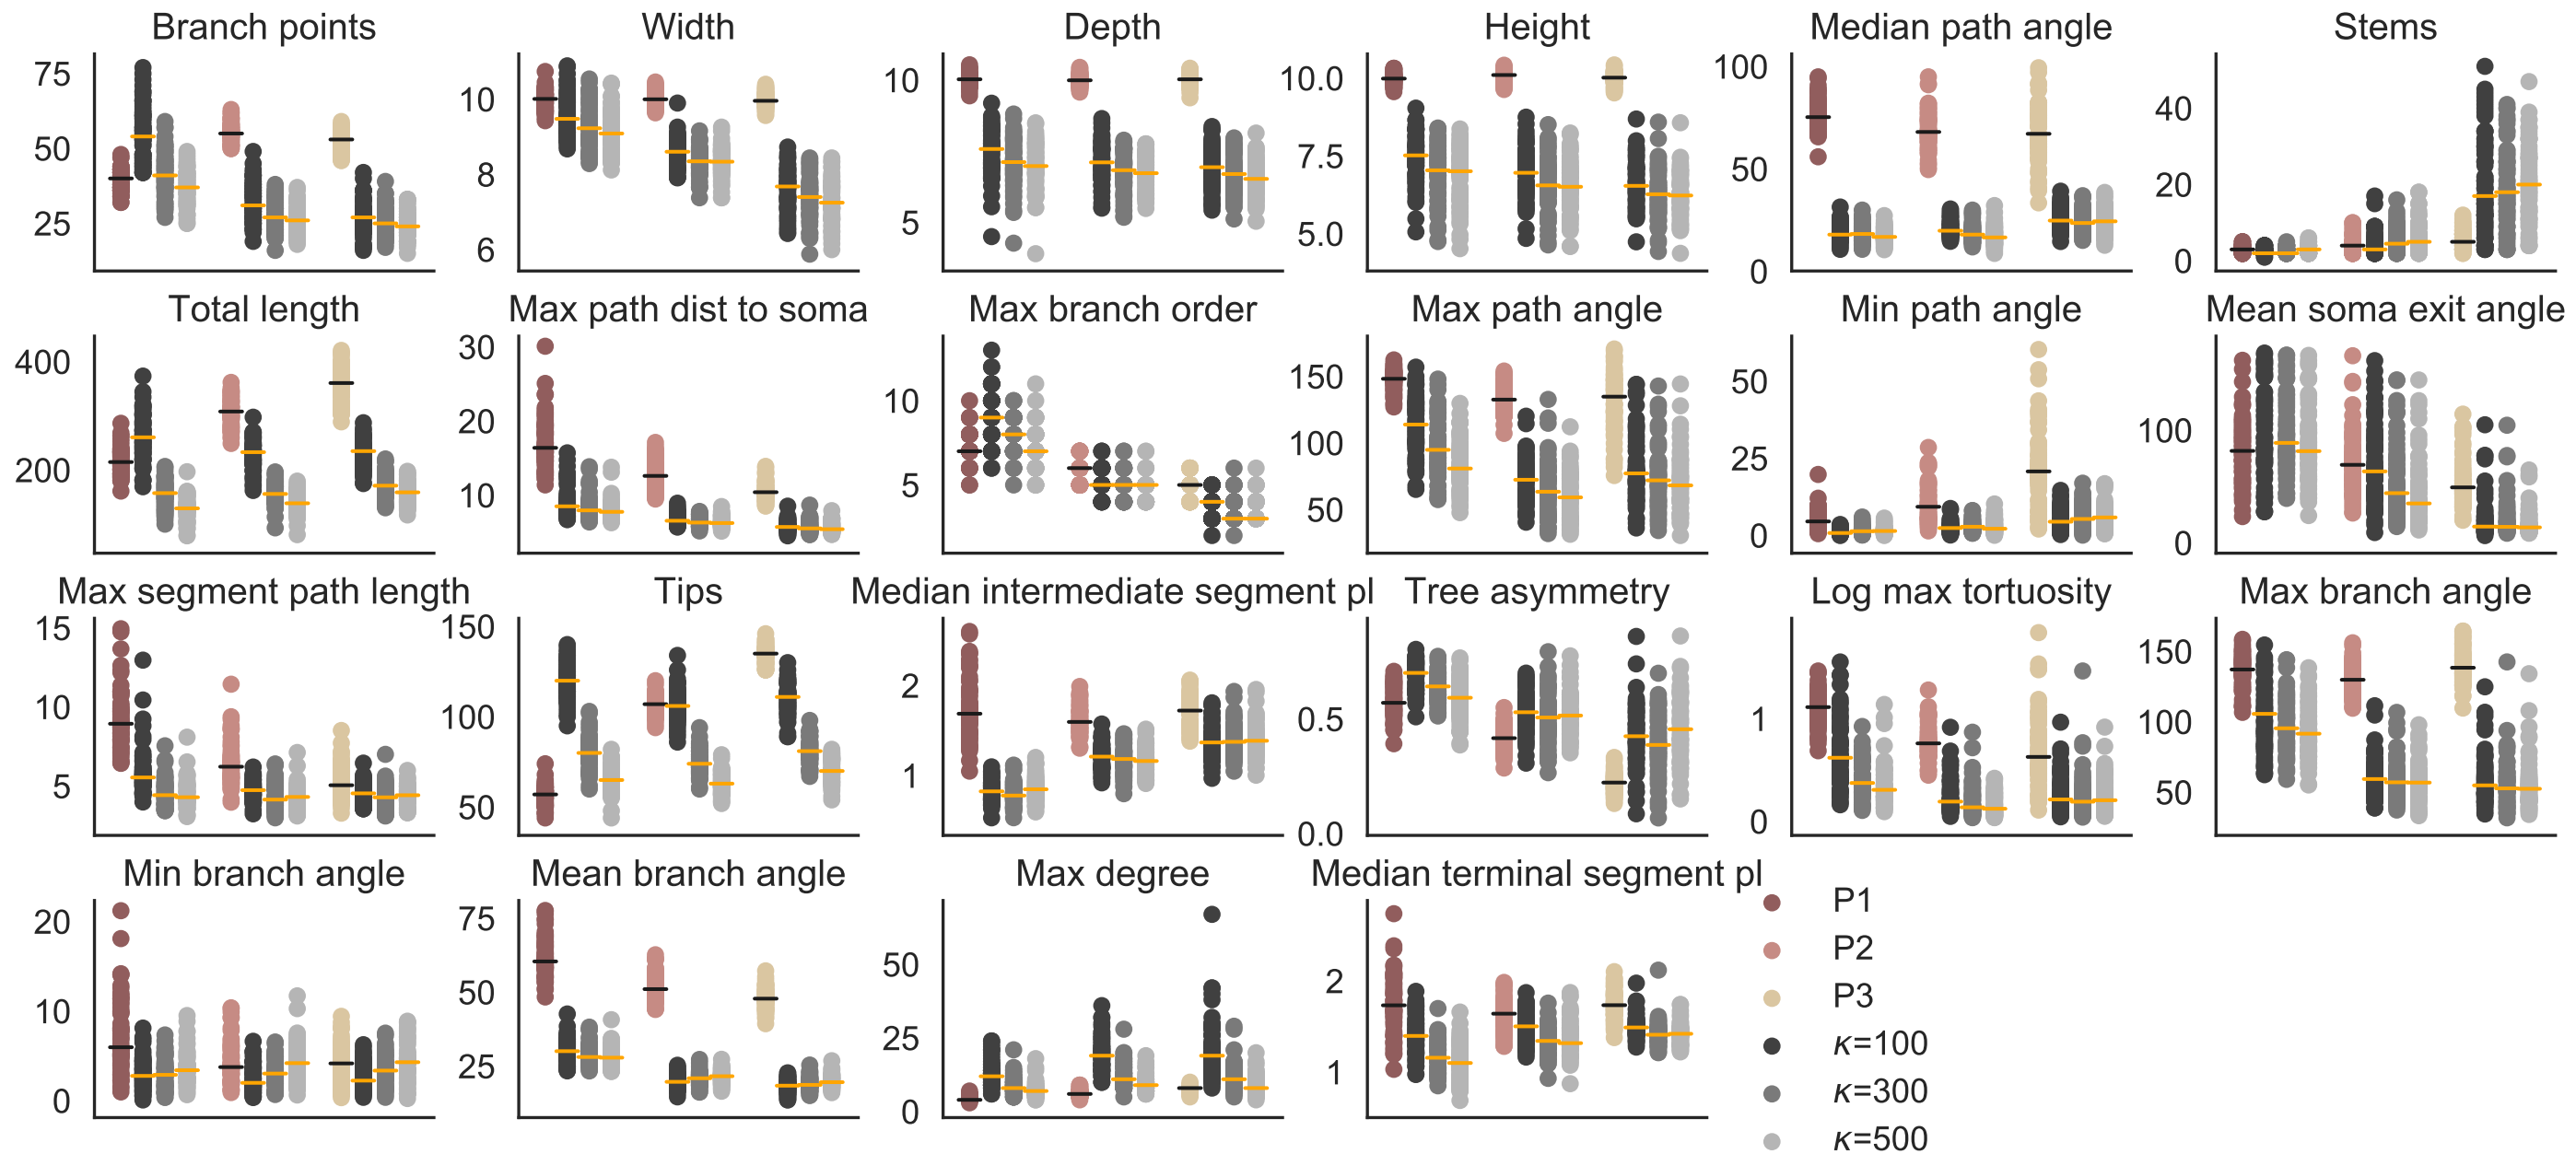 Branch points
Width
Depth
Height
Median path angle
Stems
75
50
25
10
8
6
10
5
10.0
7.5
5.0
100
50
0
40
20
0
Total length
Max path dist to soma
Max branch order
Max path angle
Min path angle
Mean soma exit angle
400
200
30
20
10
10
5
150
100
50
50
25
0
100
0
Max segment path length
Tips
Median intermediate segment pl
Tree asymmetry
Log max tortuosity
Max branch angle
15
10
5
150
100
50
2
1
0.5
0.0
1
0
150
100
50
Min branch angle
Mean branch angle
Max degree
Median terminal segment pl
20
10
0
75
50
25
50
25
0
2
1
P1
P2
P3
κ=100
κ=300
κ=500